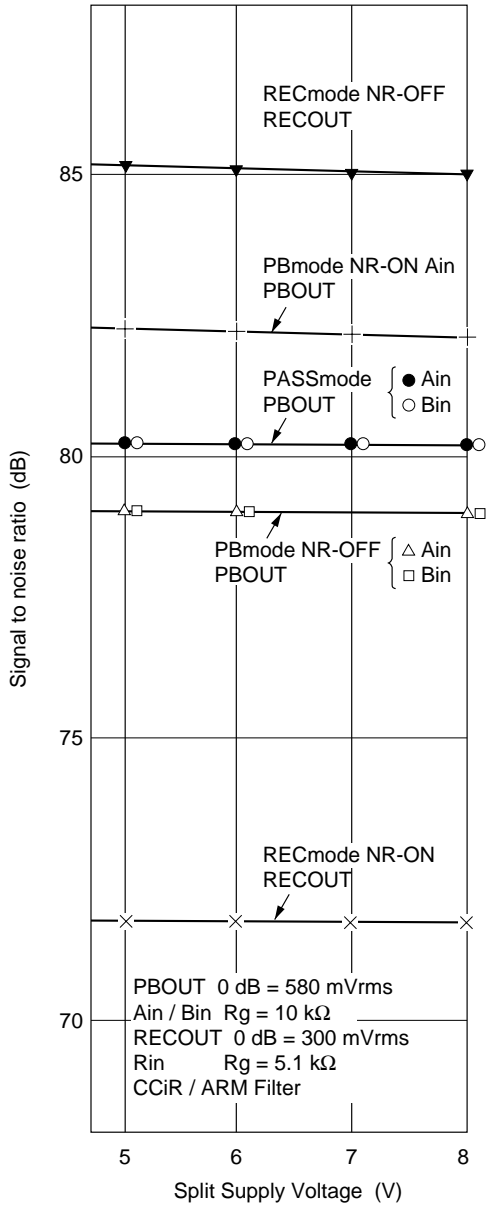 RECmode NR-OFF
RECOUT
85
PBmode NR-ON Ain
PBOUT
PASSmode
PBOUT
Ain
Bin
80
PBmode NR-OFF
PBOUT
Ain
Bin
Signal to noise ratio (dB)
75
RECmode NR-ON
RECOUT
PBOUT 0 dB = 580 mVrms
Ain / Bin Rg = 10 kΩ
RECOUT 0 dB = 300 mVrms
Rin Rg = 5.1 kΩ
CCiR / ARM Filter
70
5 6 7 8
Split Supply Voltage (V)